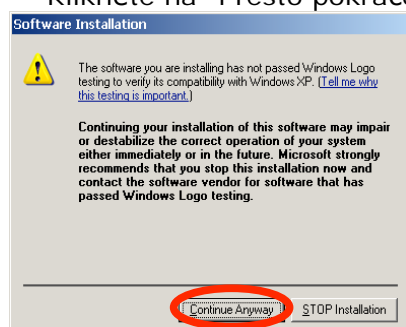 Kliknete na "Presto
Software Installation
The software you are installing has not passed Windows Logo
testing to verify its compatibility with Windows XP. (Tell me why
this testing is important.)
Continuing your installation of this software may impair
or destabilize the correct operation of your system
either immediately or in the future. Microsoft strongly
recommends that you stop this installation now and
contact the software vendor for software that has
passed Windows Logo testing.
Continue Anyway
STOP Installation